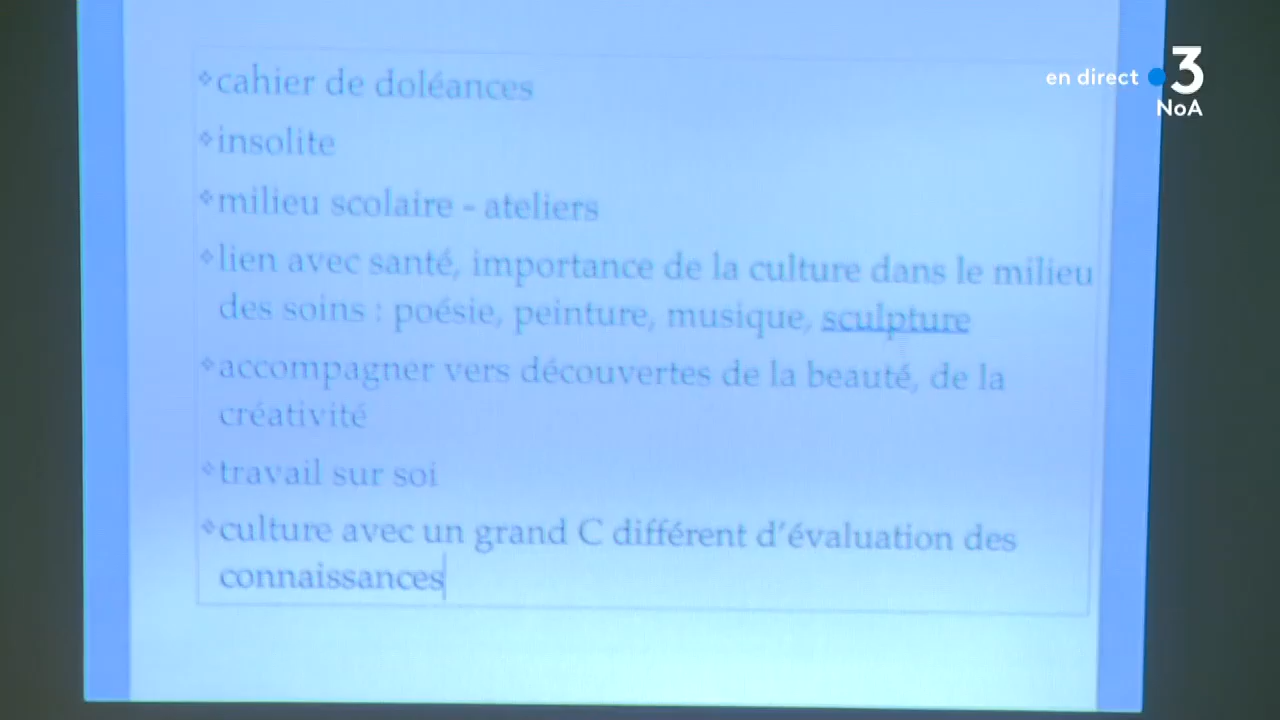 en direct 3
NoA
cahier de doléances
insolite
milieu scolaire - ateliers
lien avec santé, importance de la culture dans le milieu
des soins : poésie, peinture, musique, sculpture
accompagner vers découvertes de la beauté, de la
créativité
travail sur soi
culture avec un grand C différent d'évaluation des
connaissances